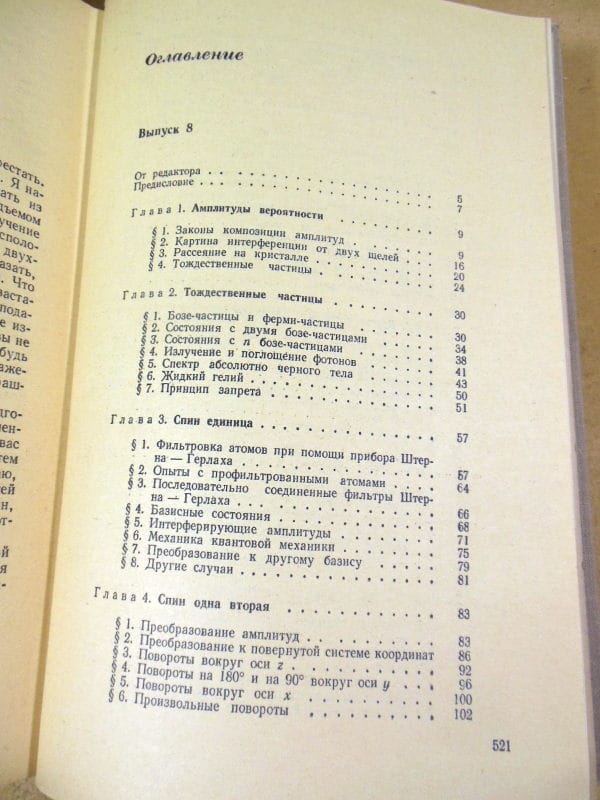 Оглавление
Выпуск 8
От редактора . . . . . . . . . . . . . 5
Предисловие . . . . . . . . . . . . . 7
Глава 1. Амплитуды вероятности . . . . . . . . 9
§ 1. Законы композиции амплитуд . . . . . . . 9
§ 2. Картина интерференции от двух щелей . . . . 16
§ 3. Рассеяние на кристалле . . . . . . . . 20
§ 4. Тождественные частицы . . . . . . . . 24
Глава 2. Тождественные частицы . . . . . . . . 30
§ 1. Бозе-частицы и ферми-частицы . . . . . . 30
§ 2. Состояния с двумя бозе-частицами . . . . . 34
§ 3. Состояния с n бозе-частицами . . . . . . 38
§ 4. Излучение и поглощение фотонов . . . . . 41
§ 5. Спектр абсолютно черного тела . . . . . . 43
§ 6. Жидкий гелий . . . . . . . . . . . 50
§ 7. Принцип запрета . . . . . . . . . . 51
Глава 3. Спин единица . . . . . . . . . . 57
§ 1. Фильтровка атомов при помощи прибора Штер-
на — Герлаха . . . . . . . . . . . 57
§ 2. Опыты с профильтрованными атомами . . . . 64
§ 3. Последовательно соединенные фильтры Штер-
на — Герлаха . . . . . . . . . . . 66
§ 4. Базисные состояния . . . . . . . . . 68
§ 5. Интерферирующие амплитуды . . . . . . 71
§ 6. Механика квантовой механики . . . . . . 75
§ 7. Преобразование к другому базису . . . . . 79
§ 8. Другие случаи . . . . . . . . . . . 81
Глава 4. Спин одна вторая . . . . . . . . . 83
§ 1. Преобразование амплитуд . . . . . . . 83
§ 2. Преобразование к повернутой системе координат 86
§ 3. Повороты вокруг оси z . . . . . . . . 92
§ 4. Повороты на 180° и на 90° вокруг оси y . . . 96
§ 5. Повороты вокруг оси x . . . . . . . . 100
§ 6. Произвольные повороты . . . . . . . . 102
521